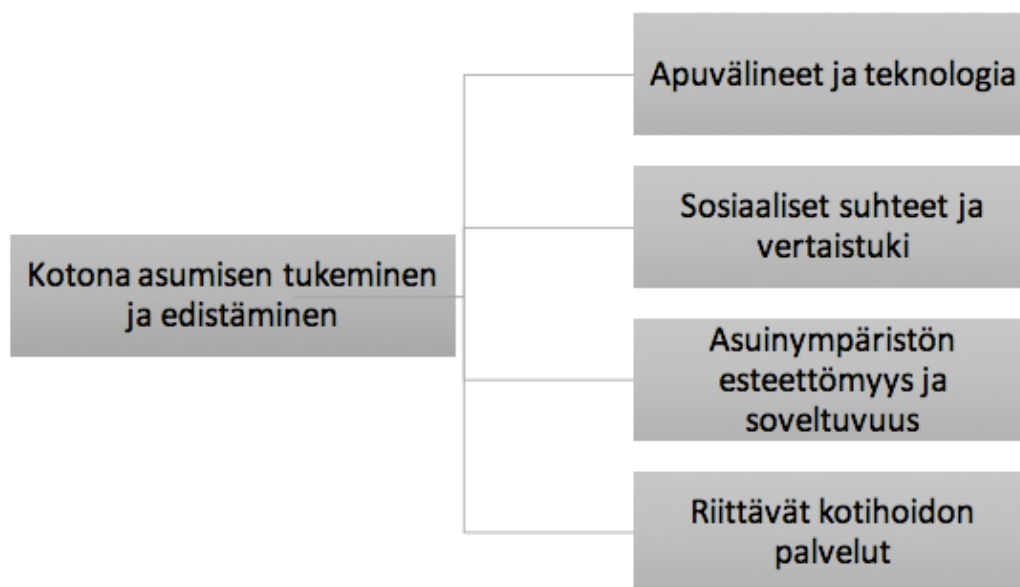 Apuvälineet ja teknologia
Sosiaaliset suhteet ja
vertaistuki
Kotona asumisen tukeminen
ja edistäminen
Asuinympäristön
esteettömyys ja
soveltuvuus
Riittävät kotihoidon
palvelut